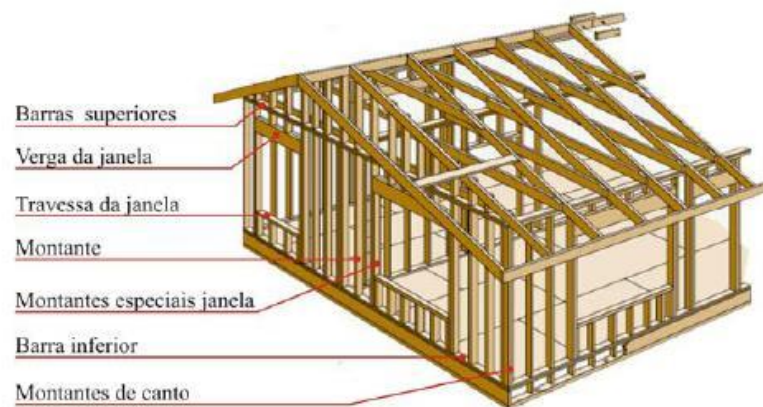 Barras superiores
Verga da janela
Travessa da janela
Montante
Montantes especiais janela
Barra inferior
Montantes de canto